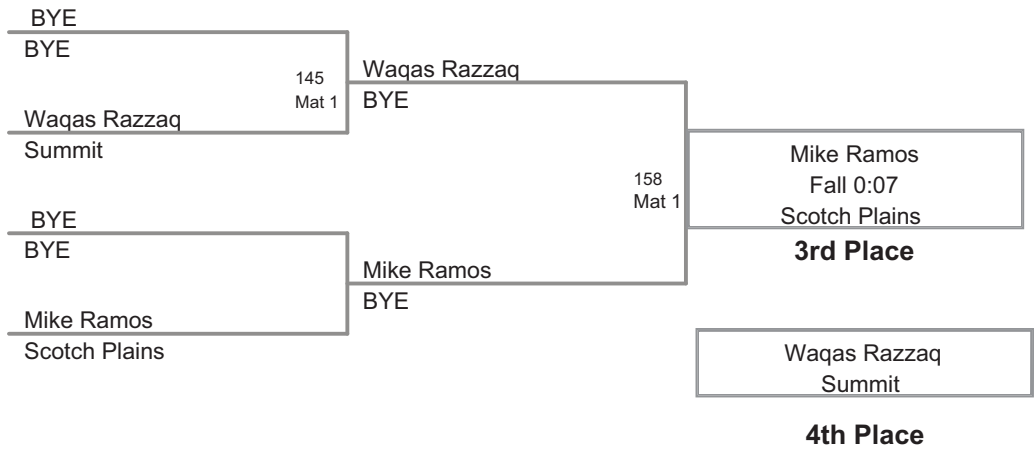 BYE
BYE
145
Mat 1
Waqas Razzaq
Summit
Waqas Razzaq
BYE
BYE
BYE
Mike Ramos
Scotch Plains
Mike Ramos
BYE
158
Mat 1
Mike Ramos
Fall 0:07
Scotch Plains
3rd Place
Waqas Razzaq
Summit
4th Place